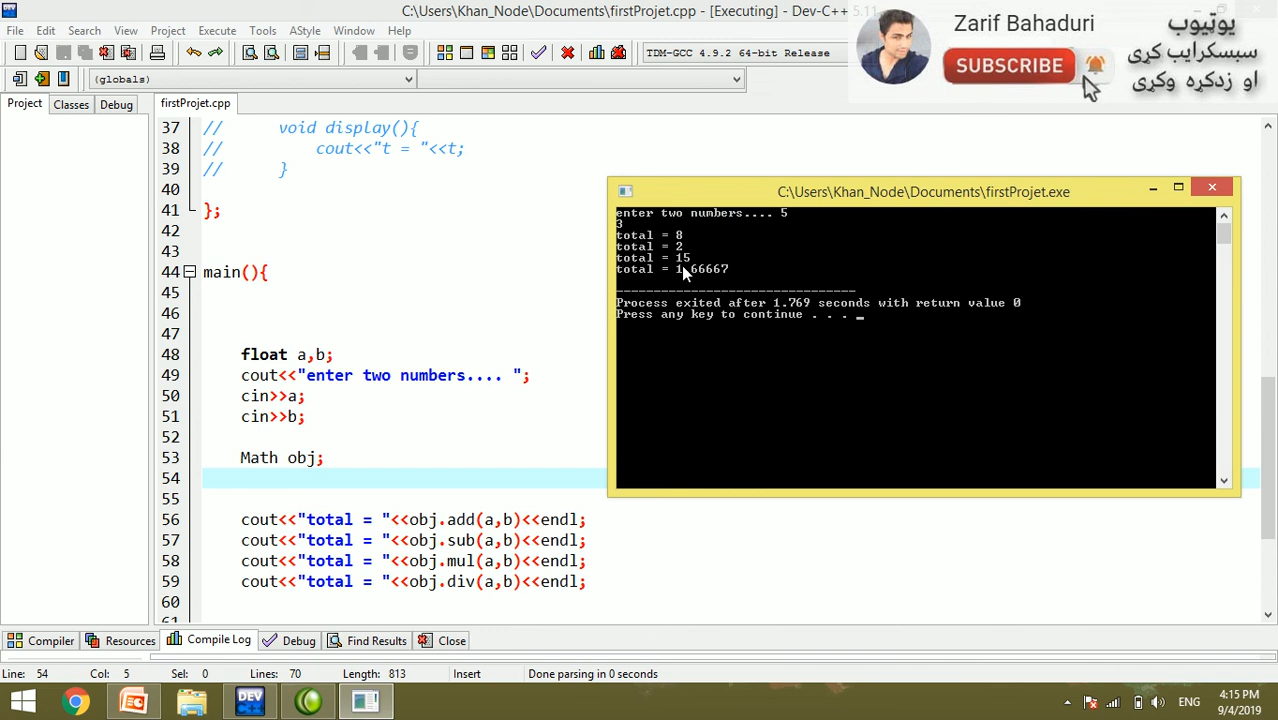 C:\Users\Khan_Node\Documents\firstProjet.cpp - [Executing] - Dev-C++ 5.11
File Edit Search View Project Execute Tools AStyle Window Help
TDM-GCC 4.9.2 64-bit Release
(globals)
Project Classes Debug
firstProjet.cpp
Zarif Bahaduri
SUBSCRIBE
یوټیوب
سبسکرایب کړی
او زدکړه وکړی
37 // void display(){
38 // cout<<"t = "<<t;
39 // }
40
41 };
42
43
44 main(){
45
46
47
48 float a,b;
49 cout<<"enter two numbers.... ";
50 cin>>a;
51 cin>>b;
52
53 Math obj;
54
55
56 cout<<"total = "<<obj.add(a,b)<<endl;
57 cout<<"total = "<<obj.sub(a,b)<<endl;
58 cout<<"total = "<<obj.mul(a,b)<<endl;
59 cout<<"total = "<<obj.div(a,b)<<endl;
60
61
C:\Users\Khan_Node\Documents\firstProjet.exe
enter two numbers.... 5
3
total = 8
total = 2
total = 15
total = 1.66667
--------------------------------
Process exited after 1.769 seconds with return value 0
Press any key to continue . . . _
Compiler Resources Compile Log Debug Find Results Close
Line: 54 Col: 5 Sel: 0 Lines: 70 Length: 813 Insert Done parsing in 0 seconds
DEV
ENG
4:15 PM
9/4/2019